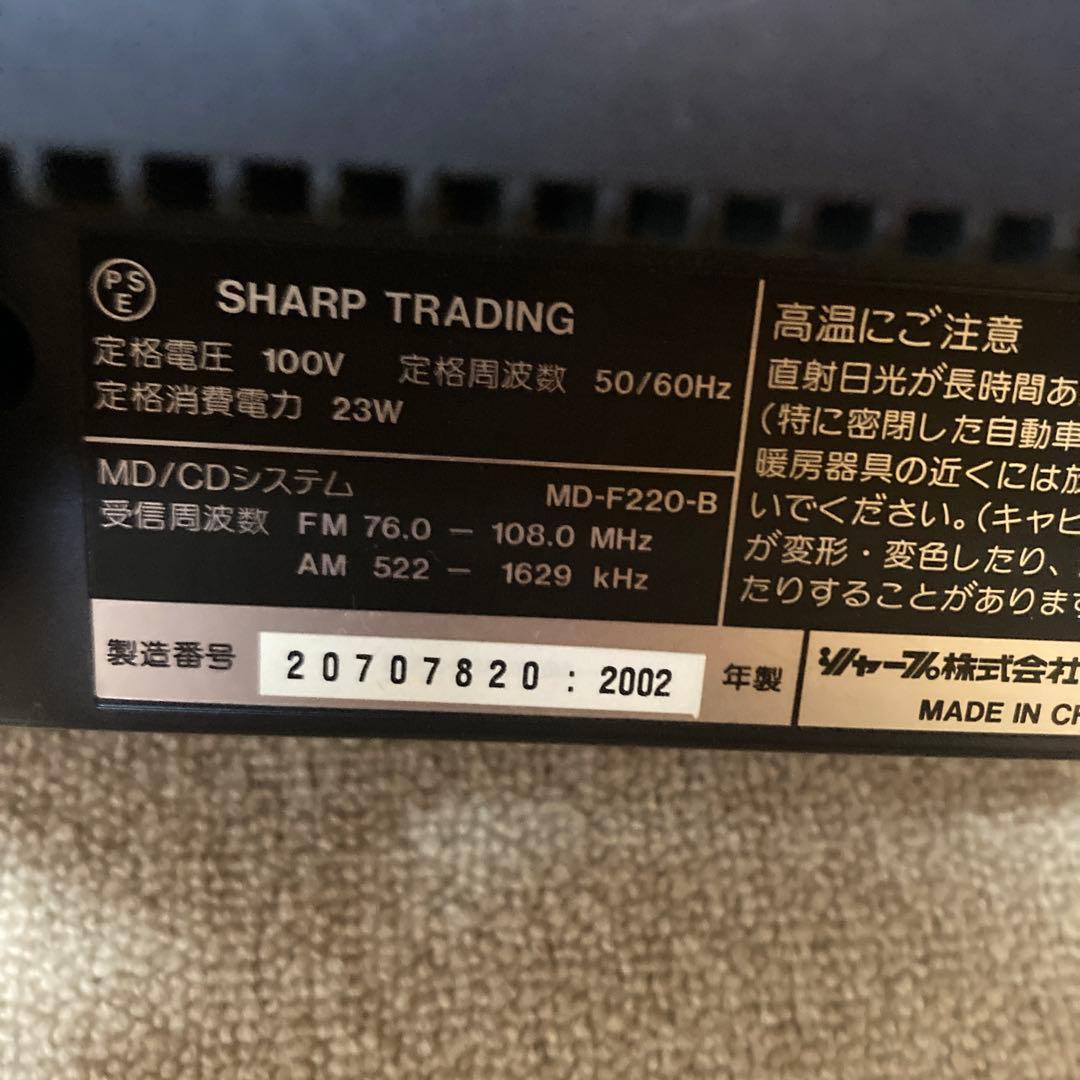 PSE
SHARP TRADING
定格電圧 100V 定格周波数 50/60Hz
定格消費電力 23W
MD/CDシステム MD-F220-B
受信周波数 FM 76.0 – 108.0 MHz
AM 522 – 1629 kHz
製造番号 20707820 : 2002 年製
高温にご注意
直射日光が長時間あ
(特に密閉した自動車
暖房器具の近くには放
いでください。(キャビ
が変形・変色したり、
たりすることがあります
シャープ株式会社
MADE IN CH